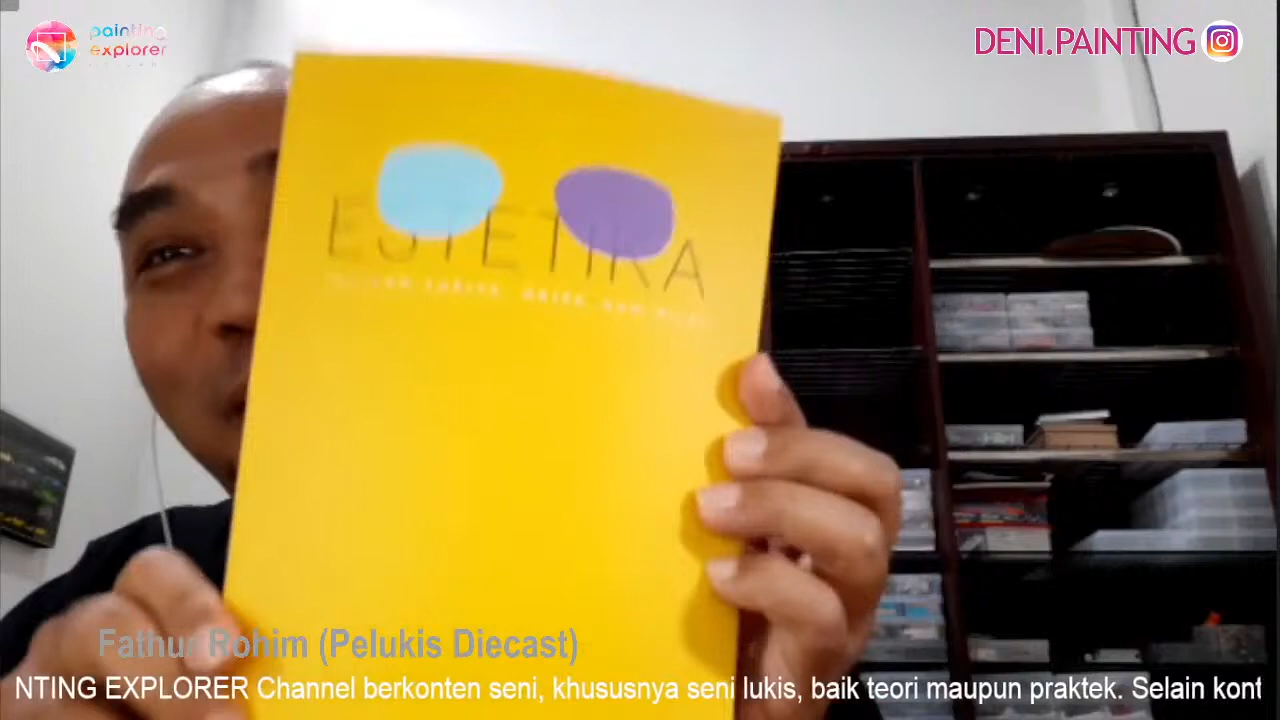 painting
explorer
DENI.PAINTING
ESTETIKA
Fathur Rohim (Pelukis Diecast)
NTING EXPLORER Channel berkonten seni, khususnya seni lukis, baik teori maupun praktek. Selain kont